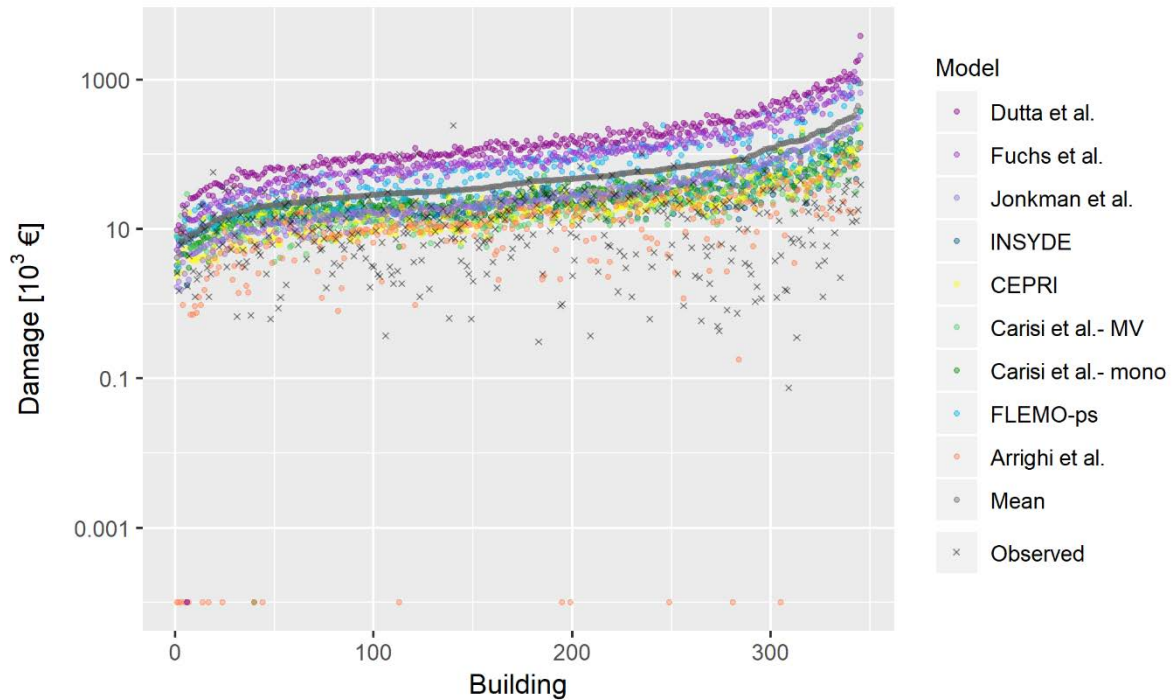 Damage [10³ €]
1000
10
0.1
0.001
0
100
200
300
Building
Model
Dutta et al.
Fuchs et al.
Jonkman et al.
INSYDE
CEPRI
Carisi et al.- MV
Carisi et al.- mono
FLEMO-ps
Arrighi et al.
Mean
Observed